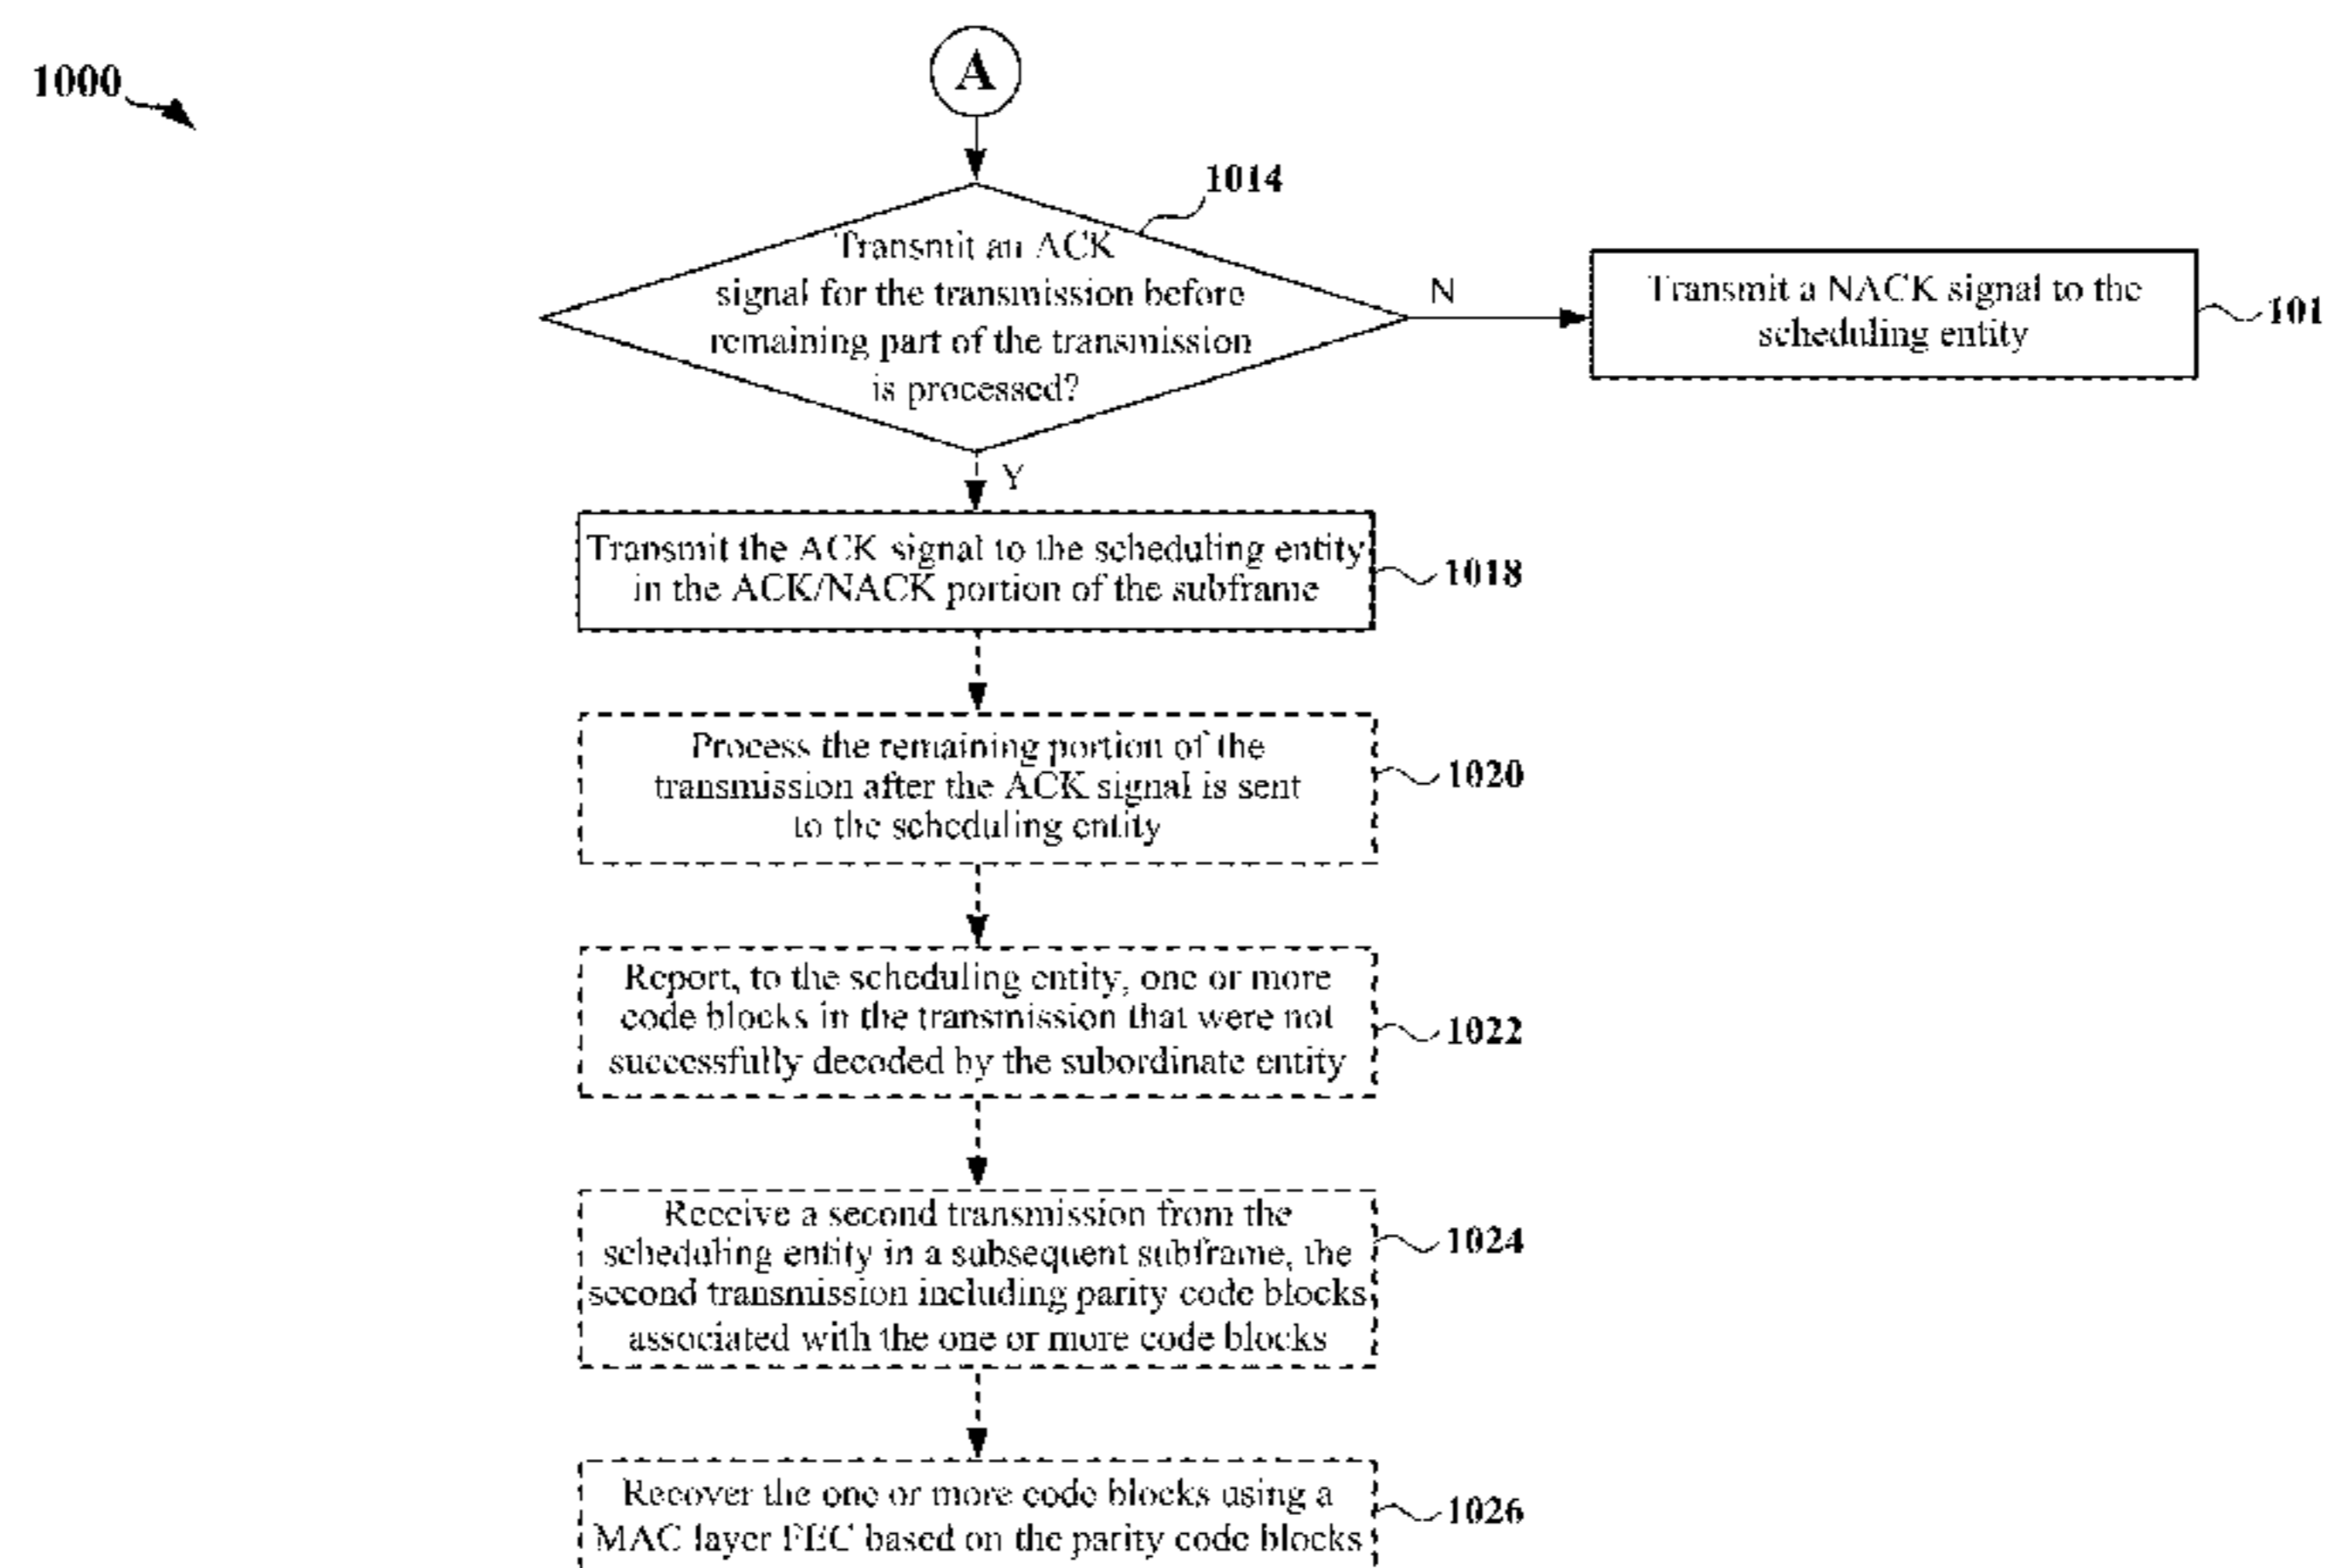 1000
A
1014
Transmit an ACK
signal for the transmission before
remaining part of the transmission
is processed?
N
Transmit a NACK signal to the
scheduling entity
101
Y
Transmit the ACK signal to the scheduling entity
in the ACK/NACK portion of the subframe
1018
Process the remaining portion of the
transmission after the ACK signal is sent
to the scheduling entity
1020
Report, to the scheduling entity, one or more
code blocks in the transmission that were not
successfully decoded by the subordinate entity
1022
Receive a second transmission from the
scheduling entity in a subsequent subframe, the
second transmission including parity code blocks
associated with the one or more code blocks
1024
Recover the one or more code blocks using a
MAC layer FEC based on the parity code blocks
1026